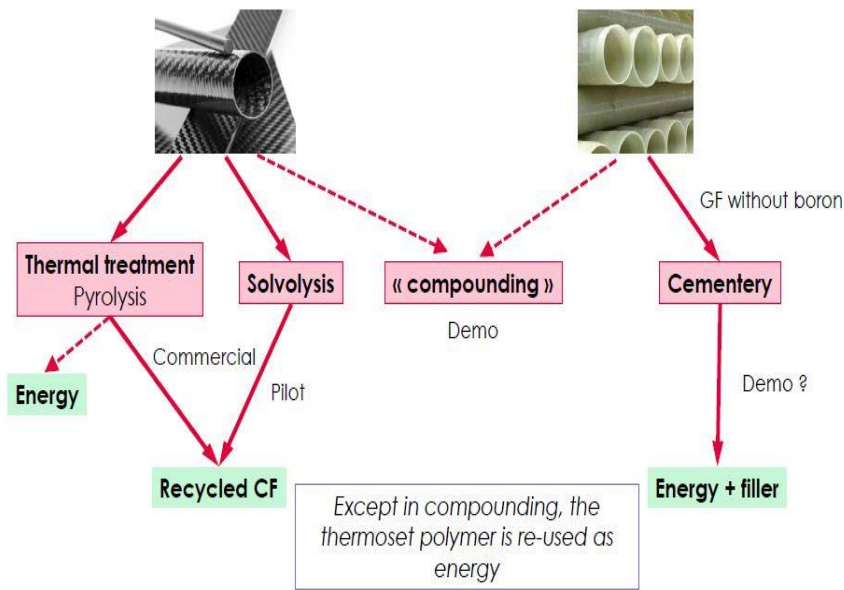 GF without boron
Thermal treatment
Pyrolysis
Solvolysis
« compounding »
Cementery
Demo
Commercial
Energy
Pilot
Demo ?
Recycled CF
Energy + filler
Except in compounding, the
thermoset polymer is re-used as
energy